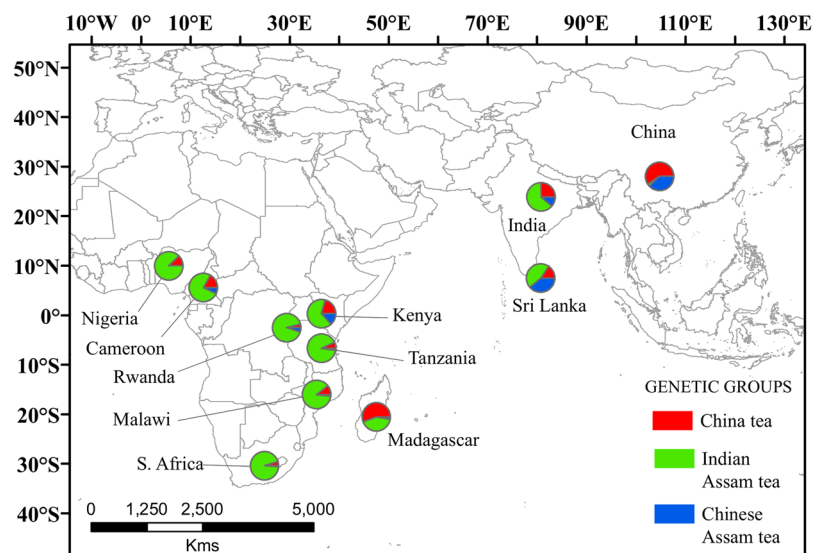 10°W 0° 10°E 30°E 50°E 70°E 90°E 110°E 130°E
50°N
40°N
30°N
20°N
10°N
0°
10°S
20°S
30°S
40°S
China
India
Sri Lanka
Nigeria
Cameroon
Rwanda
Malawi
S. Africa
Kenya
Tanzania
Madagascar
GENETIC GROUPS
China tea
Indian
Assam tea
Chinese
Assam tea
0 1,250 2,500 5,000
Kms